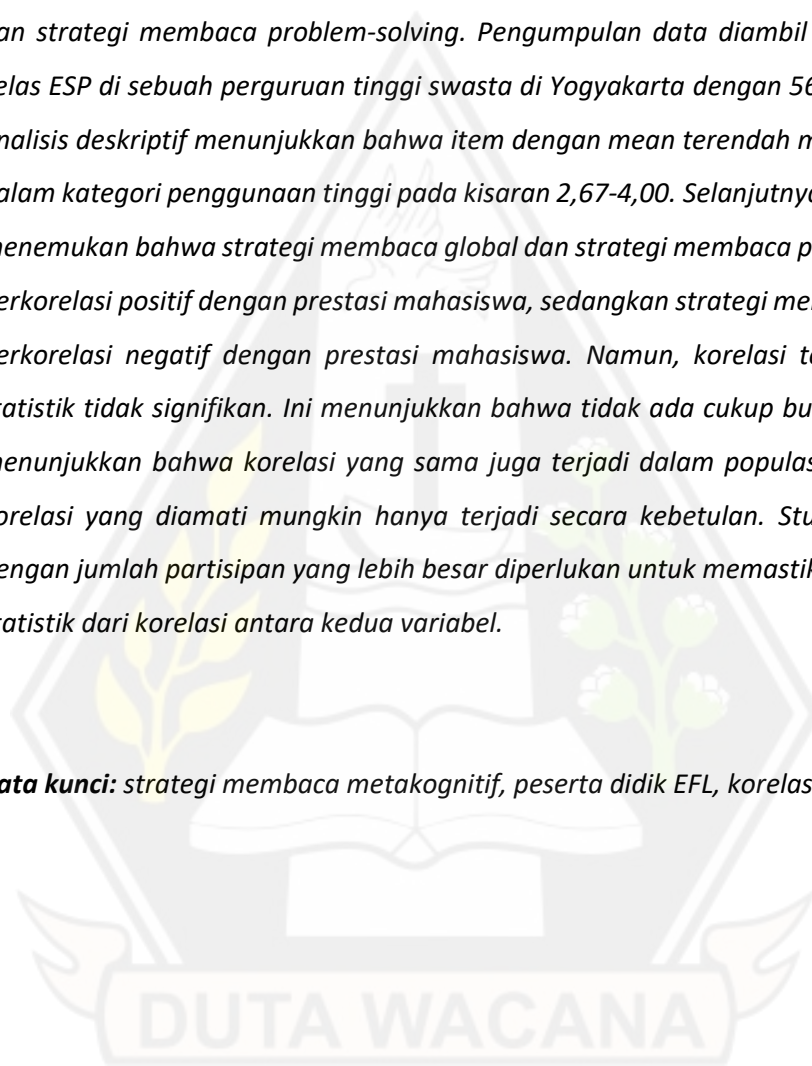 an strategi membaca problem-solving. Pengumpulan data diambil
elas ESP di sebuah perguruan tinggi swasta di Yogyakarta dengan 56
nalisis deskriptif menunjukkan bahwa item dengan mean terendah m
alam kategori penggunaan tinggi pada kisaran 2,67-4,00. Selanjutnya
enemukan bahwa strategi membaca global dan strategi membaca p
erkorelasi positif dengan prestasi mahasiswa, sedangkan strategi me
erkorelasi negatif dengan prestasi mahasiswa. Namun, korelasi t
tatistik tidak signifikan. Ini menunjukkan bahwa tidak ada cukup bu
enunjukkan bahwa korelasi yang sama juga terjadi dalam populas
orelasi yang diamati mungkin hanya terjadi secara kebetulan. Stu
engan jumlah partisipan yang lebih besar diperlukan untuk memastik
tatistik dari korelasi antara kedua variabel.
ata kunci: strategi membaca metakognitif, peserta didik EFL, korelas
DUTA WACANA